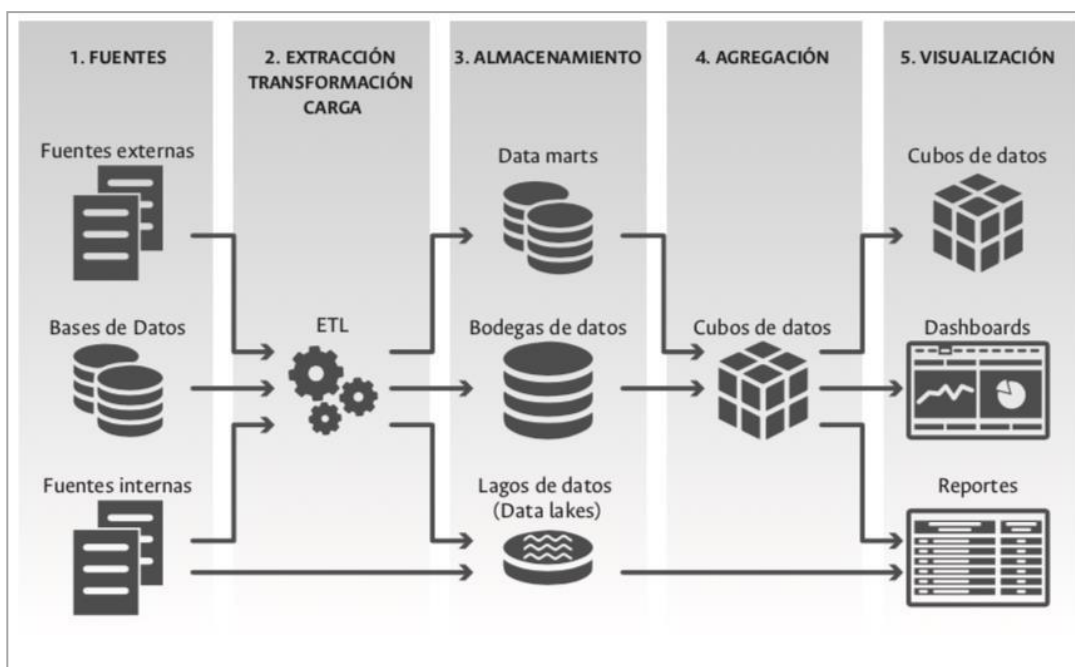 1. FUENTES
2. EXTRACCIÓN
TRANSFORMACIÓN
CARGA
3. ALMACENAMIENTO
4. AGREGACIÓN
5. VISUALIZACIÓN
Fuentes externas
Data marts
Cubos de datos
Bases de Datos
ETL
Bodegas de datos
Cubos de datos
Dashboards
Fuentes internas
Lagos de datos
(Data lakes)
Reportes